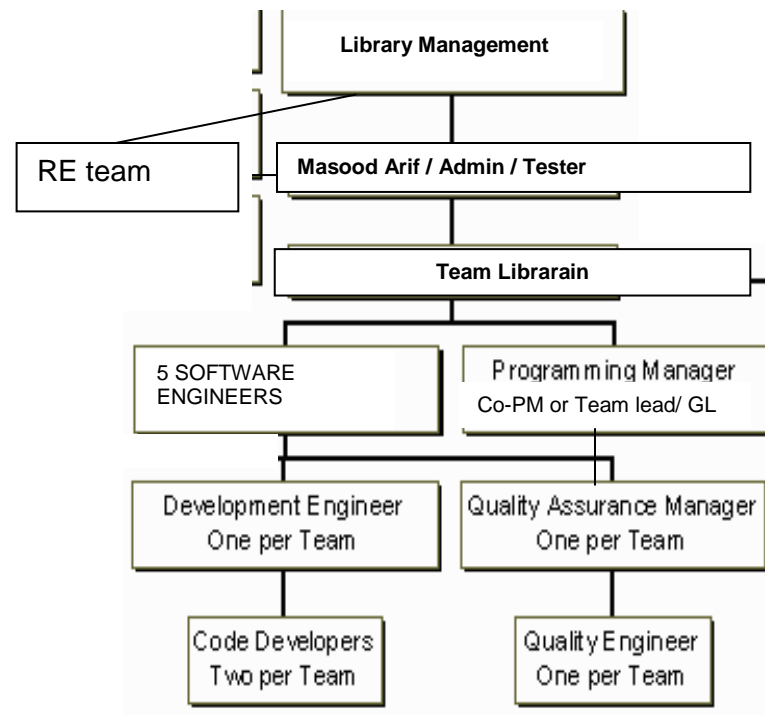 Library Management
RE team
Masood Arif / Admin / Tester
Team Librarain
5 SOFTWARE
ENGINEERS
Programming Manager
Co-PM or Team lead/ GL
Development Engineer
One per Team
Quality Assurance Manager
One per Team
Code Developers
Two per Team
Quality Engineer
One per Team